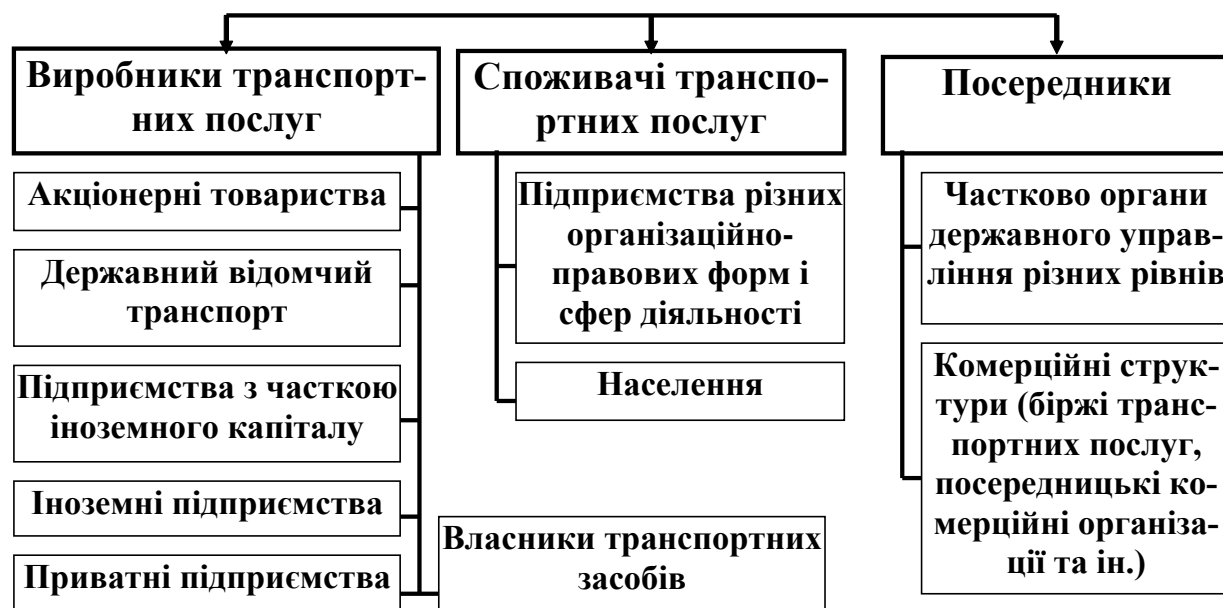 Виробники транспорт-
них послуг
Акціонерні товариства
Державний відомчий
транспорт
Підприємства з часткою
іноземного капіталу
Іноземні підприємства
Приватні підприємства
Власники транспортних
засобів
Споживачі транспо-
ртних послуг
Підприємства різних
організаційно-
правових форм і
сфер діяльності
Населення
Посередники
Частково органи
державного управ-
ління різних рівнів
Комерційні струк-
тури (біржі транс-
портних послуг,
посередницькі ко-
мерційні організа-
ції та ін.)